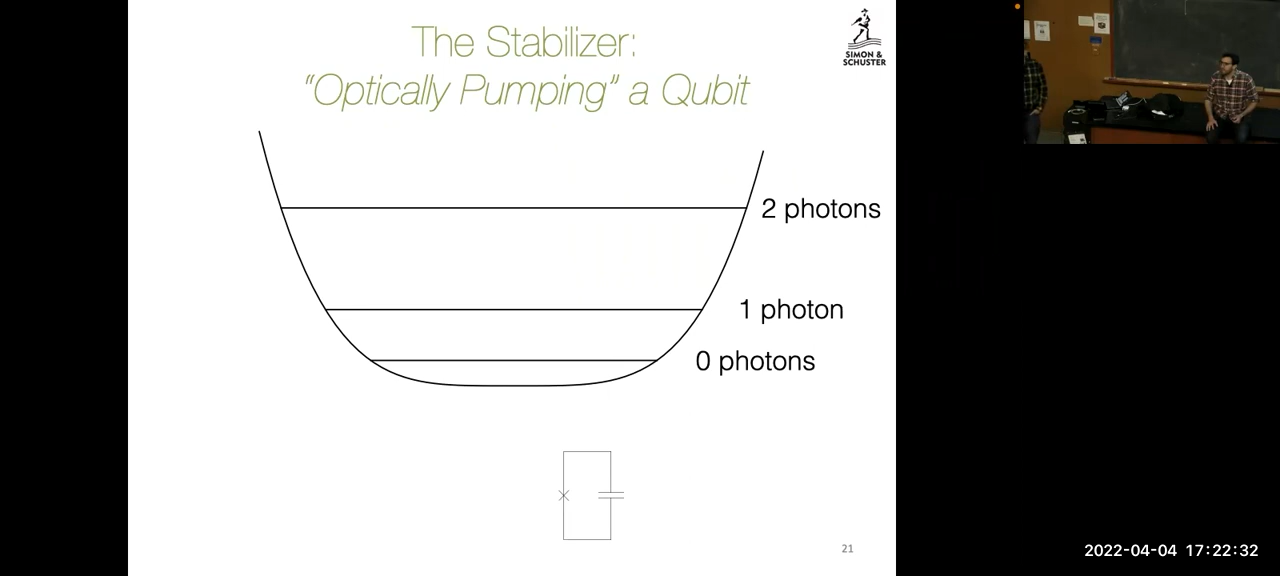 The Stabilizer:
"Optically Pumping" a Qubit
SIMON &
SCHUSTER
2 photons
1 photon
0 photons
21
2022-04-04 17:22:32